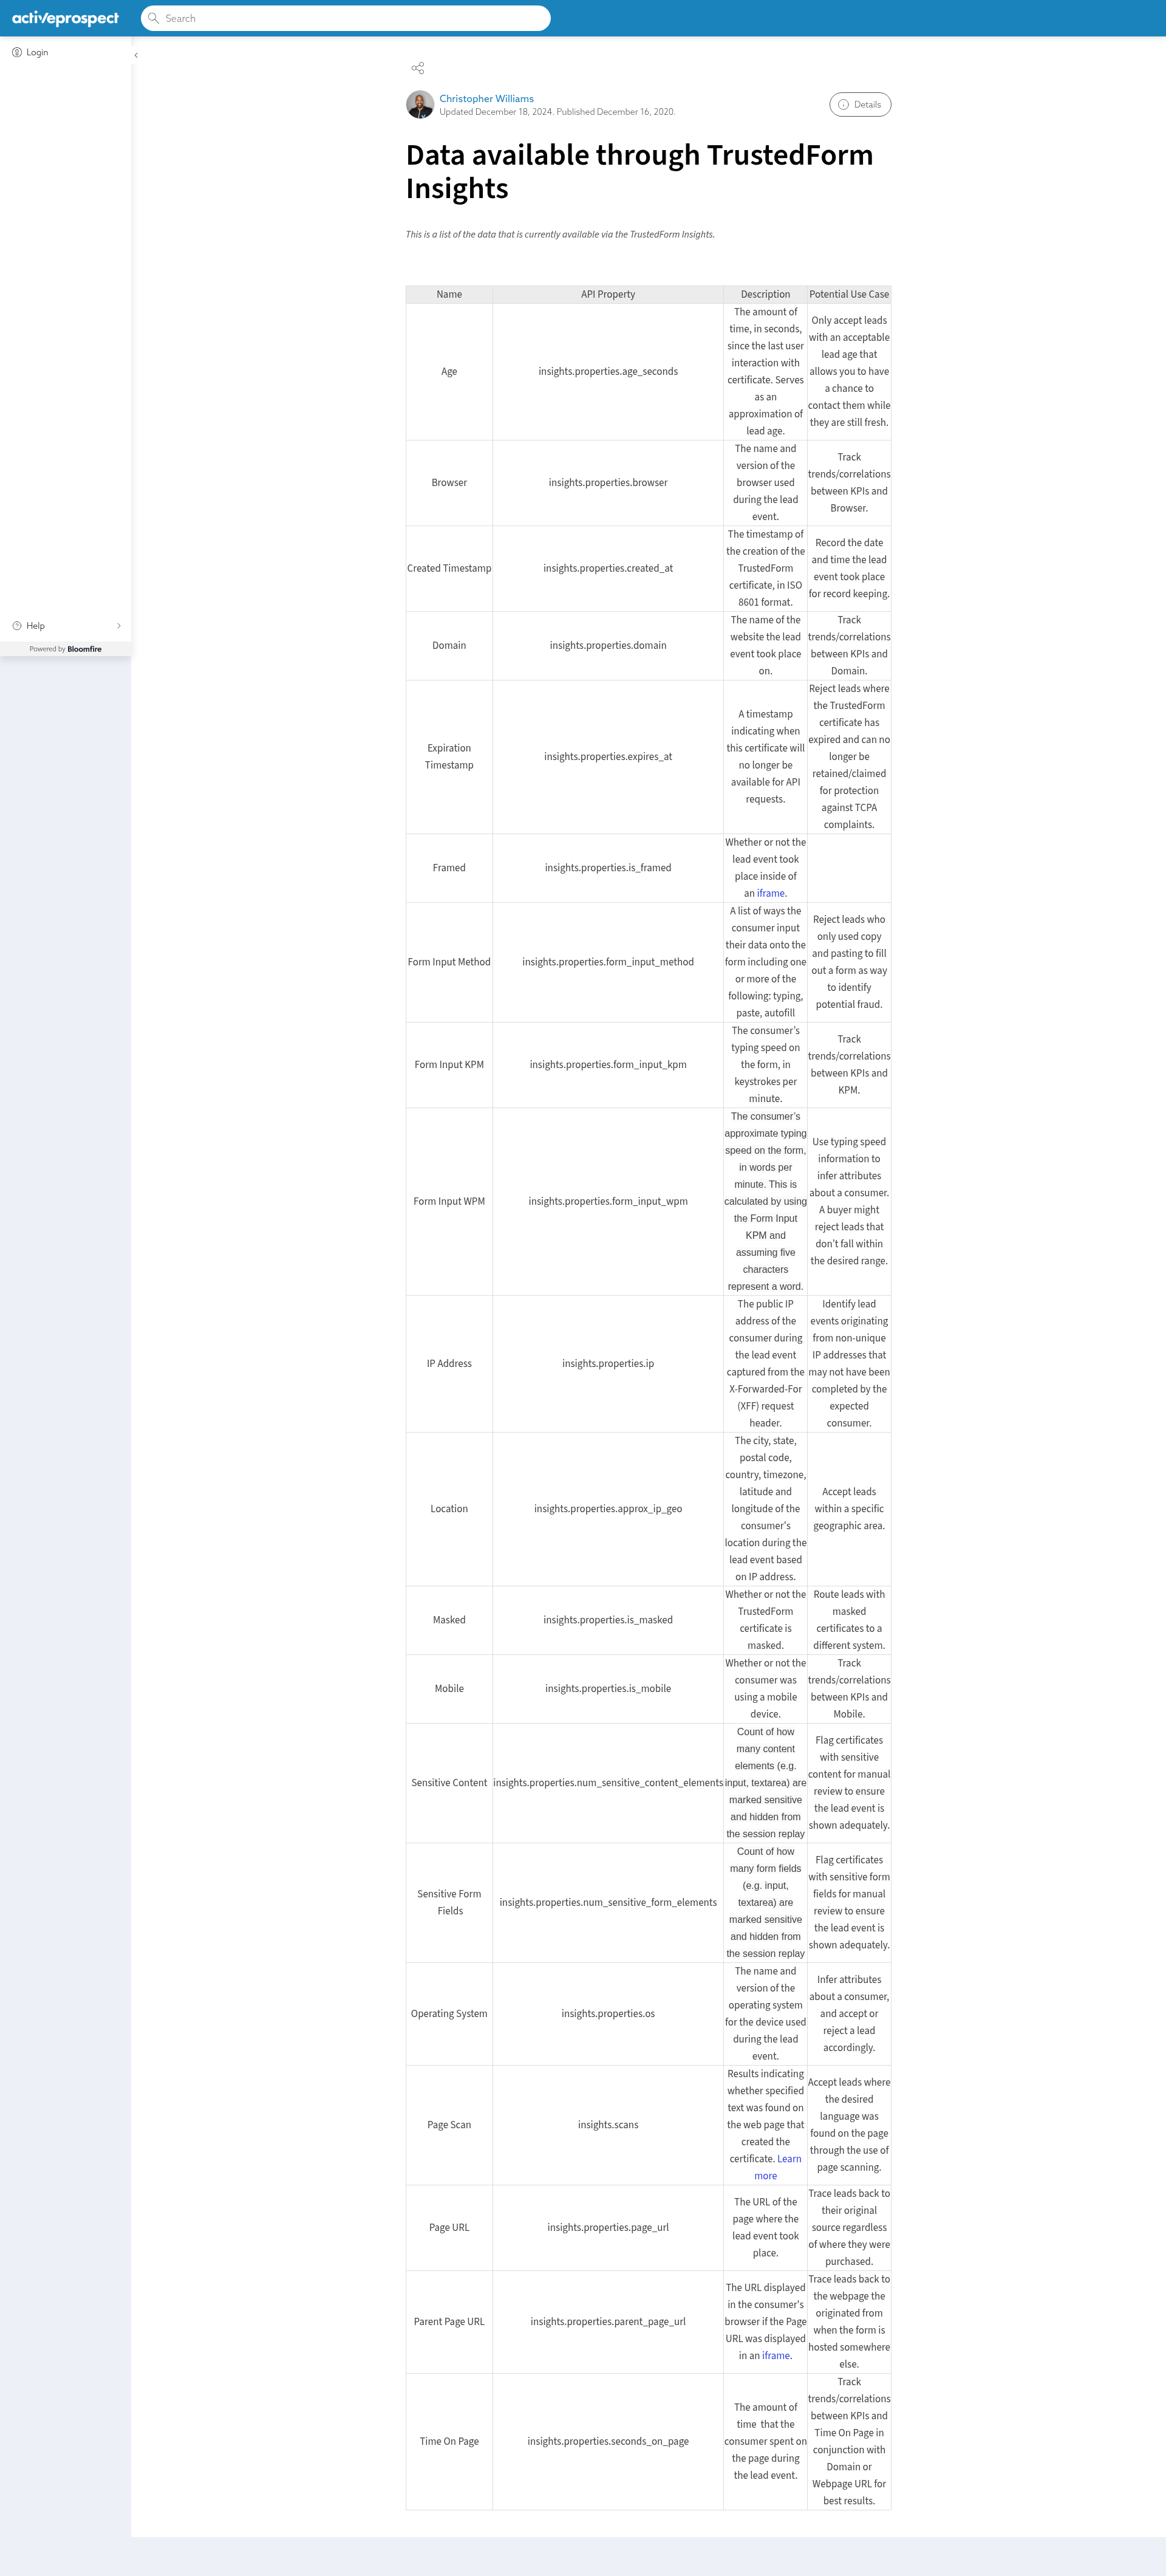 activeprospect
Search
Login
Christopher Williams
Updated December 18, 2024. Published December 16, 2020.
Details
Data available through TrustedForm
Insights
This is a list of the data that is currently available via the TrustedForm Insights.
Name
API Property
Description
Potential Use Case
Age
insights.properties.age_seconds
The amount of
time, in seconds,
since the last user
interaction with
certificate. Serves
as an
approximation of
lead age.
Only accept leads
with an acceptable
lead age that
allows you to have
a chance to
contact them while
they are still fresh.
Browser
insights.properties.browser
The name and
version of the
browser used
during the lead
event.
Track
trends/correlations
between KPIs and
Browser.
Created Timestamp
insights.properties.created_at
The timestamp of
the creation of the
TrustedForm
certificate, in ISO
8601 format.
Record the date
and time the lead
event took place
for record keeping.
Domain
insights.properties.domain
The name of the
website the lead
event took place
on.
Track
trends/correlations
between KPIs and
Domain.
Expiration
Timestamp
insights.properties.expires_at
A timestamp
indicating when
this certificate will
no longer be
available for API
requests.
Reject leads where
the TrustedForm
certificate has
expired and can no
longer be
retained/claimed
for protection
against TCPA
complaints.
Framed
insights.properties.is_framed
Whether or not the
lead event took
place inside of
an iframe.
Form Input Method
insights.properties.form_input_method
A list of ways the
consumer input
their data onto the
form including one
or more of the
following: typing,
paste, autofill
Reject leads who
only used copy
and pasting to fill
out a form as way
to identify
potential fraud.
Form Input KPM
insights.properties.form_input_kpm
The consumer’s
typing speed on
the form, in
keystrokes per
minute.
Track
trends/correlations
between KPIs and
KPM.
Form Input WPM
insights.properties.form_input_wpm
The consumer’s
approximate typing
speed on the form,
in words per
minute. This is
calculated by using
the Form Input
KPM and
assuming five
characters
represent a word.
Use typing speed
information to
infer attributes
about a consumer.
A buyer might
reject leads that
don’t fall within
the desired range.
IP Address
insights.properties.ip
The public IP
address of the
consumer during
the lead event
captured from the
X-Forwarded-For
(XFF) request
header.
Identify lead
events originating
from non-unique
IP addresses that
may not have been
completed by the
expected
consumer.
Location
insights.properties.approx_ip_geo
The city, state,
postal code,
country, timezone,
latitude and
longitude of the
consumer's
location during the
lead event based
on IP address.
Accept leads
within a specific
geographic area.
Masked
insights.properties.is_masked
Whether or not the
TrustedForm
certificate is
masked.
Route leads with
masked
certificates to a
different system.
Mobile
insights.properties.is_mobile
Whether or not the
consumer was
using a mobile
device.
Track
trends/correlations
between KPIs and
Mobile.
Sensitive Content
insights.properties.num_sensitive_content_elements
Count of how
many content
elements (e.g.
input, textarea) are
marked sensitive
and hidden from
the session replay
Flag certificates
with sensitive
content for manual
review to ensure
the lead event is
shown adequately.
Sensitive Form
Fields
insights.properties.num_sensitive_form_elements
Count of how
many form fields
(e.g. input,
textarea) are
marked sensitive
and hidden from
the session replay
Flag certificates
with sensitive form
fields for manual
review to ensure
the lead event is
shown adequately.
Operating System
insights.properties.os
The name and
version of the
operating system
for the device used
during the lead
event.
Infer attributes
about a consumer,
and accept or
reject a lead
accordingly.
Page Scan
insights.scans
Results indicating
whether specified
text was found on
the web page that
created the
certificate. Learn
more
Accept leads where
the desired
language was
found on the page
through the use of
page scanning.
Page URL
insights.properties.page_url
The URL of the
page where the
lead event took
place.
Trace leads back to
their original
source regardless
of where they were
purchased.
Parent Page URL
insights.properties.parent_page_url
The URL displayed
in the consumer's
browser if the Page
URL was displayed
in an iframe.
Trace leads back to
the webpage the
originated from
when the form is
hosted somewhere
else.
Time On Page
insights.properties.seconds_on_page
The amount of
time that the
consumer spent on
the page during
the lead event.
Track
trends/correlations
between KPIs and
Time On Page in
conjunction with
Domain or
Webpage URL for
best results.
Help
Powered by Bloomfire